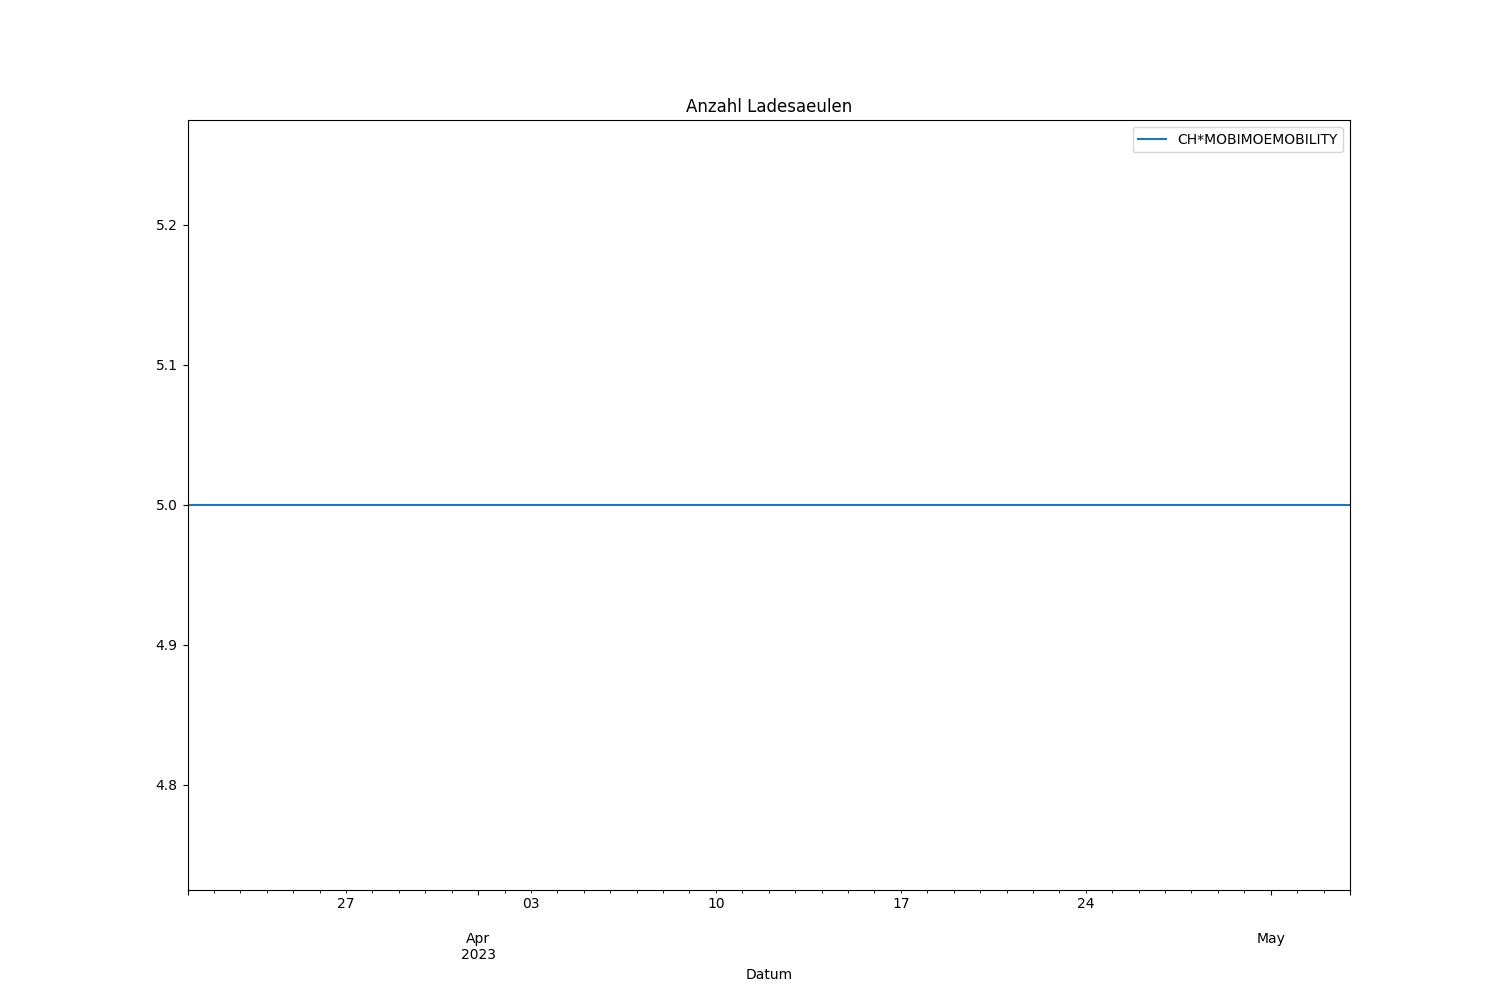 Anzahl Ladesaeulen
CH*MOBIMOEMOBILITY
5.2
5.1
5.0
4.9
4.8
27 03 10 17 24
Apr May
2023
Datum